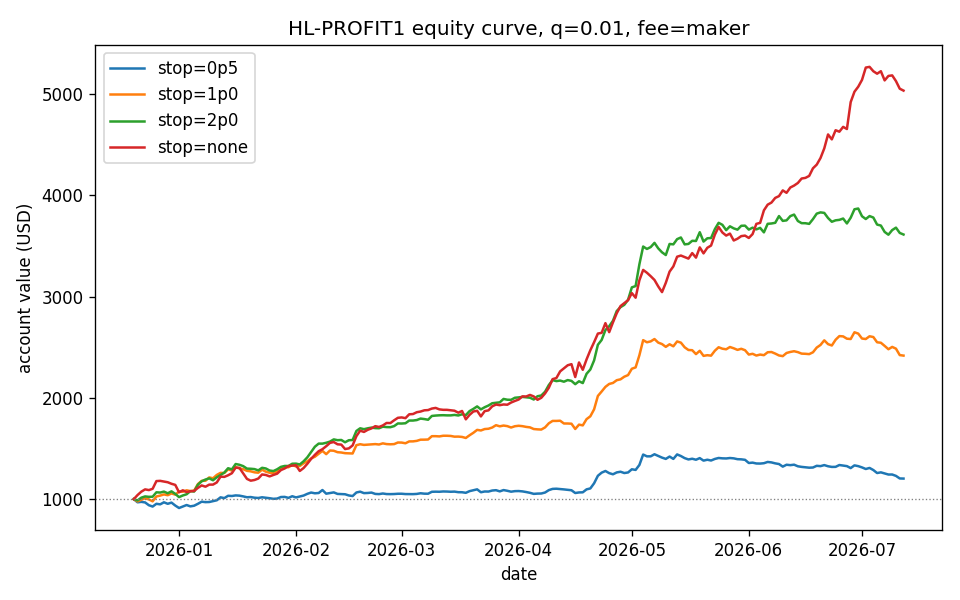 HL-PROFIT1 equity curve, q=0.01, fee=maker
stop=0p5
stop=1p0
stop=2p0
stop=none
account value (USD)
5000
4000
3000
2000
1000
2026-01 2026-02 2026-03 2026-04 2026-05 2026-06 2026-07
date